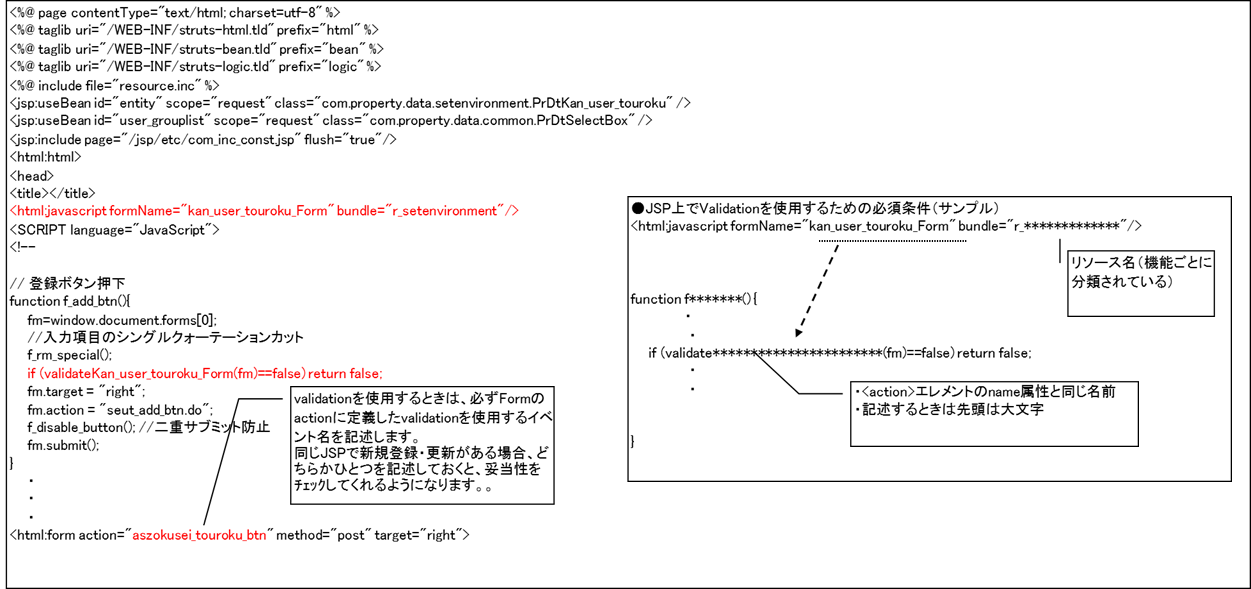 <%@ page contentType="text/html; charset=utf-8" %>
<%@ taglib uri="/WEB-INF/struts-html.tld" prefix="html" %>
<%@ taglib uri="/WEB-INF/struts-bean.tld" prefix="bean" %>
<%@ taglib uri="/WEB-INF/struts-logic.tld" prefix="logic" %>
<%@ include file="resource.inc" %>
<jsp:useBean id="entity" scope="request" class="com.property.data.setenvironment.PrDtKan_user_touroku" />
<jsp:useBean id="user_grouplist" scope="request" class="com.property.data.common.PrDtSelectBox" />
<jsp:include page="/jsp/etc/com_inc_const.jsp" flush="true"/>
<html:html>
<head>
<title></title>
<html:javascript formName="kan_user_touroku_Form" bundle="r_setenvironment"/>
<SCRIPT language="JavaScript">
<!--
// 登録ボタン押下
function f_add_btn(){
fm=window.document.forms[0];
//入力項目のシングルクォーテーションカット
f_rm_special();
if (validateKan_user_touroku_Form(fm)==false) return false;
fm.target = "right";
fm.action = "seut_add_btn.do";
f_disable_button(); //二重サブミット防止
fm.submit();
}
・
・
・
<html:form action="aszokusei_touroku_btn" method="post" target="right">
validationを使用するときは、必ずFormの
actionに定義したvalidationを使用するイベ
ント名を記述します。
同じJSPで新規登録・更新がある場合、ど
ちらかひとつを記述しておくと、妥当性を
ﾁｪｯｸしてくれるようになります。。
●JSP上でValidationを使用するための必須条件（サンプル）
<html:javascript formName="kan_user_touroku_Form" bundle="r_*************"/>
リソース名（機能ごとに
分類されている）
function f*******(){
・
・
if (validate***********************(fm)==false) return false;
・
・
・<action>エレメントのname属性と同じ名前
・記述するときは先頭は大文字
}